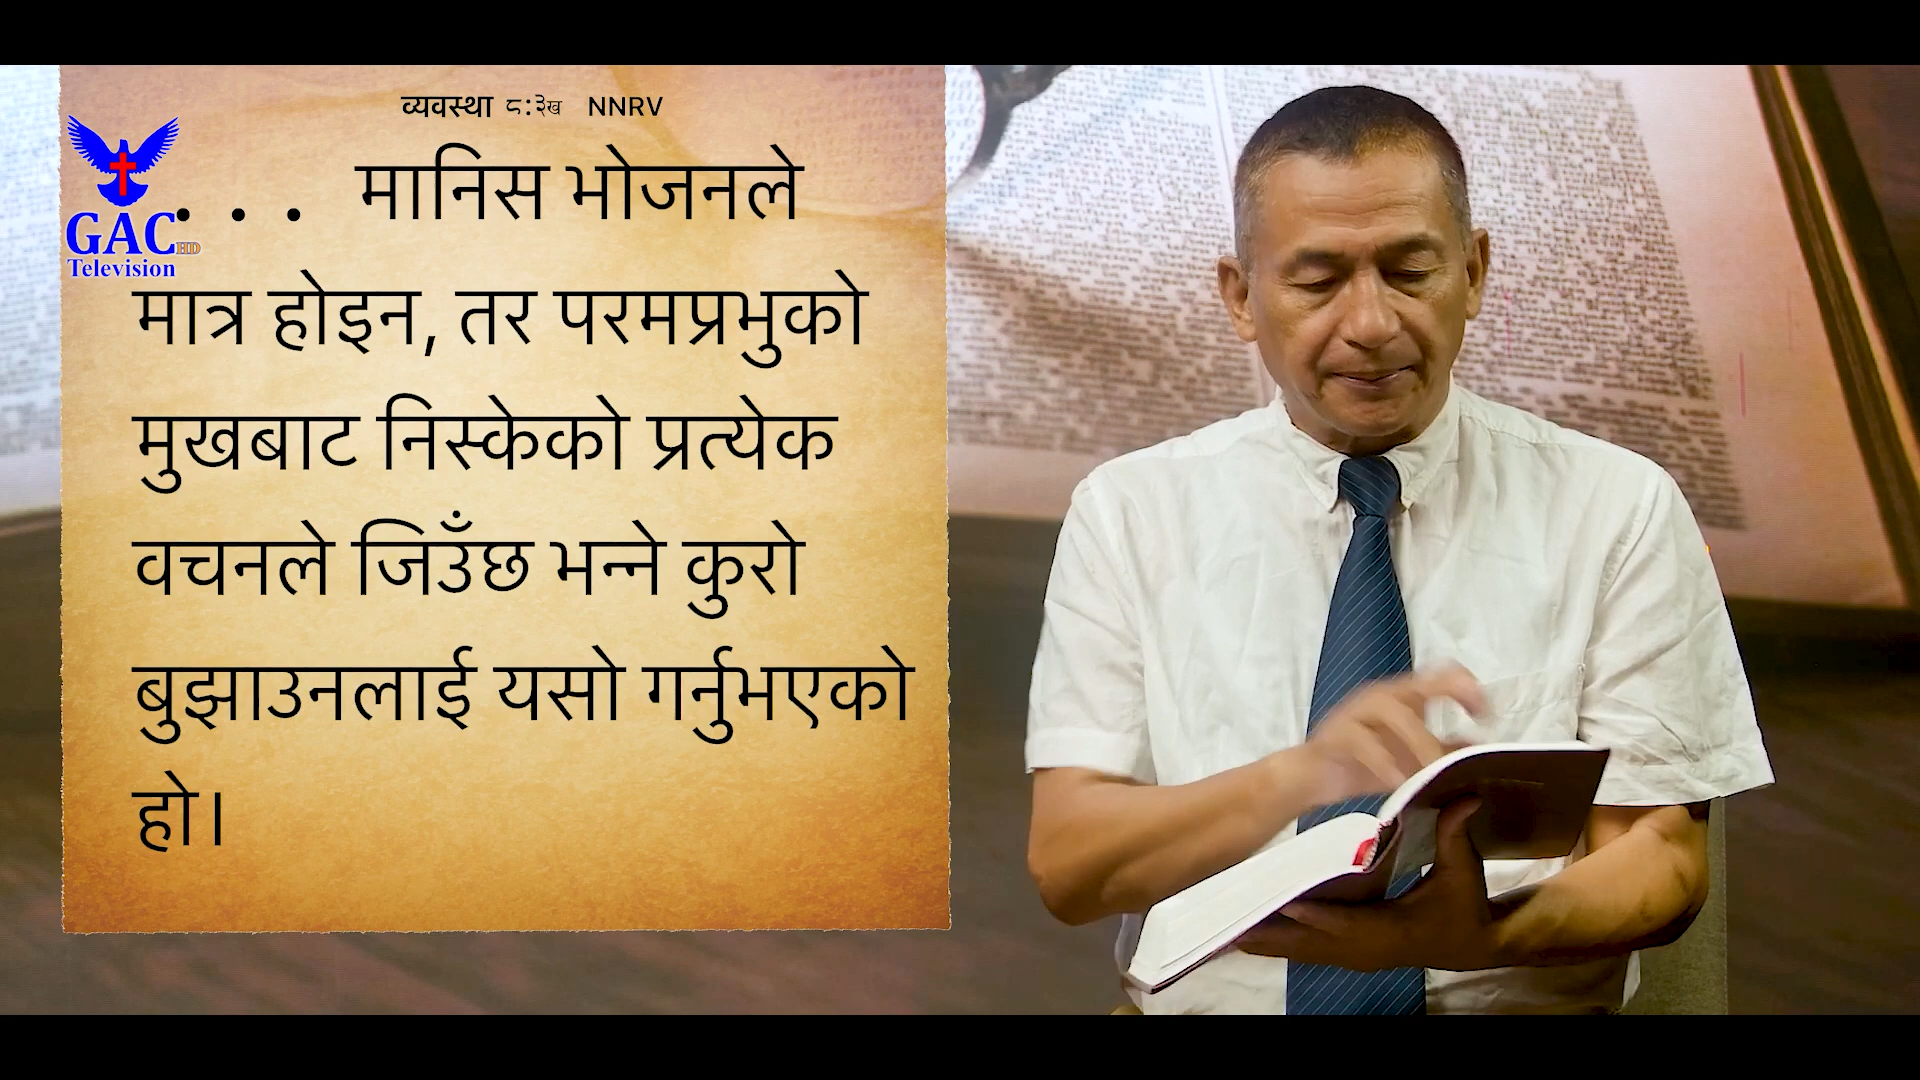 व्यवस्था ८:३ख NNRV
. . . मानिस भोजनले
मात्र होइन, तर परमप्रभुको
मुखबाट निस्केको प्रत्येक
वचनले जिउँछ भन्ने कुरो
बुझाउनलाई यसो गर्नुभएको
हो।
GAC HD
Television